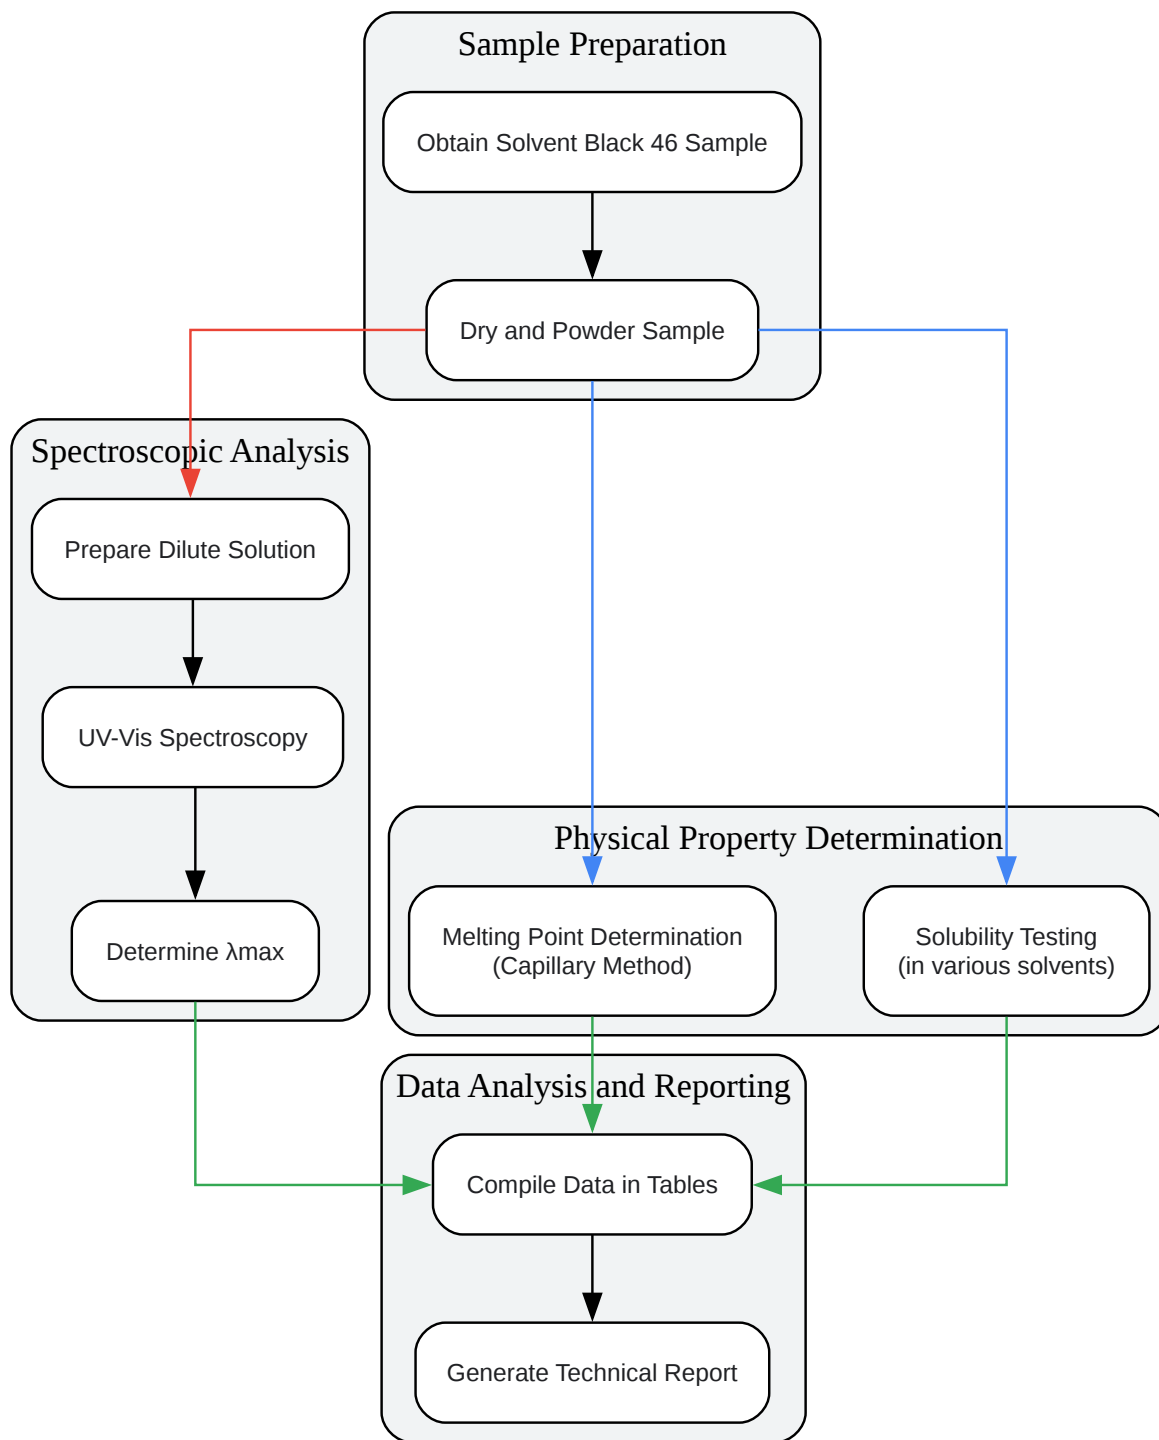 Sample Preparation
Obtain Solvent Black 46 Sample
Dry and Powder Sample
Spectroscopic Analysis
Prepare Dilute Solution
UV-Vis Spectroscopy
Determine λmax
Physical Property Determination
Melting Point Determination
(Capillary Method)
Solubility Testing
(in various solvents)
Data Analysis and Reporting
Compile Data in Tables
Generate Technical Report